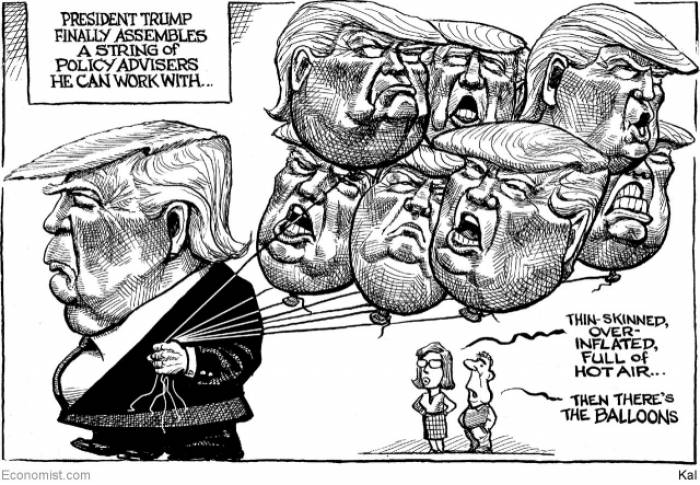 PRESIDENT TRUMP
FINALLY ASSEMBLES
A STRING of
POLICY ADVISERS
HE CAN WORK WITH...
THIN-SKINNED,
OVER-
INFLATED,
FULL of
HOT AIR...
THEN THERE'S
THE BALLOONS
Economist.com
Kal